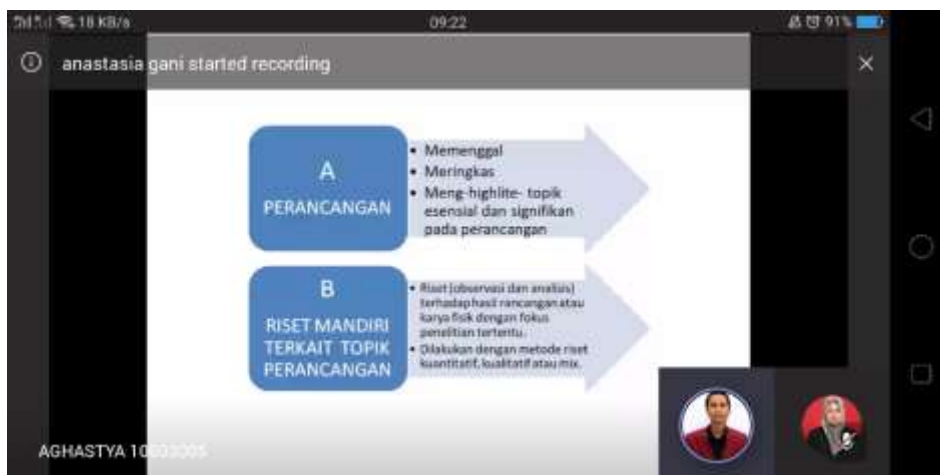 18 KB/s 09:22 91%
anastasia gani started recording
A
PERANCANGAN
• Memenggal
• Meringkas
• Meng-highlite- topik
esensial dan signifikan
pada perancangan
B
RISET MANDIRI
TERKAIT TOPIK
PERANCANGAN
• Riset (observasi dan analisis)
terhadap hasil rancangan atau
karya fisik dengan fokus
penelitian tertentu.
• Dilakukan dengan metode riset
kuantitatif, kualitatif atau mix.
AGHASTYA